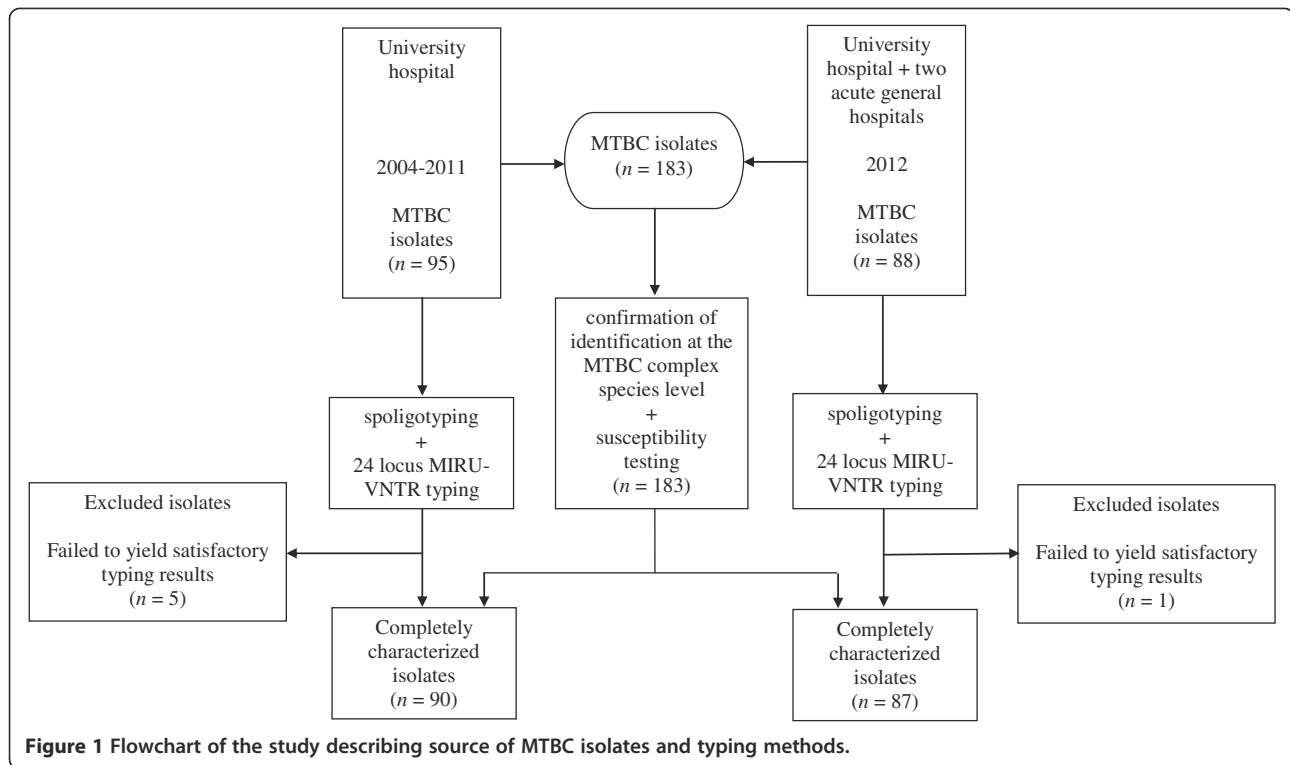 University
hospital
2004-2011
MTBC
isolates
(n = 95)
MTBC isolates
(n = 183)
University
hospital + two
acute general
hospitals
2012
MTBC
isolates
(n = 88)
spoligotyping
+
24 locus MIRU-
VNTR typing
confirmation of
identification at the
MTBC complex
species level
+
susceptibility
testing
(n = 183)
spoligotyping
+
24 locus MIRU-
VNTR typing
Excluded isolates
Failed to yield satisfactory
typing results
(n = 5)
Excluded isolates
Failed to yield satisfactory
typing results
(n = 1)
Completely
characterized
isolates
(n = 90)
Completely
characterized
isolates
(n = 87)
Figure 1 Flowchart of the study describing source of MTBC isolates and typing methods.